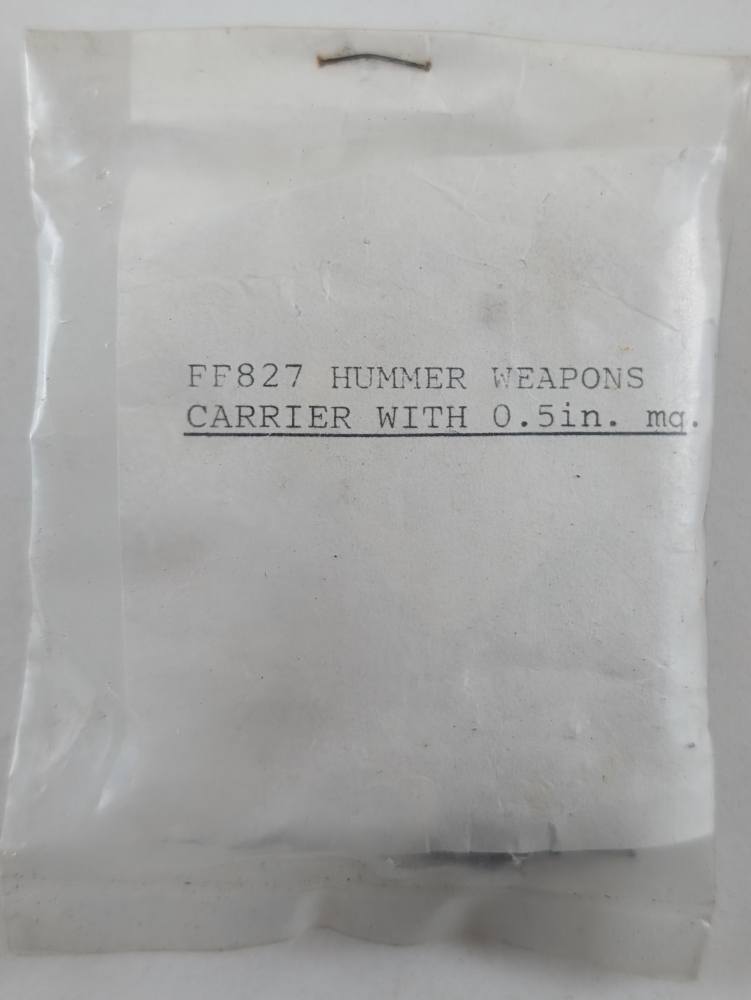 FF827 HUMMER WEAPONS
CARRIER WITH 0.5in. mg.